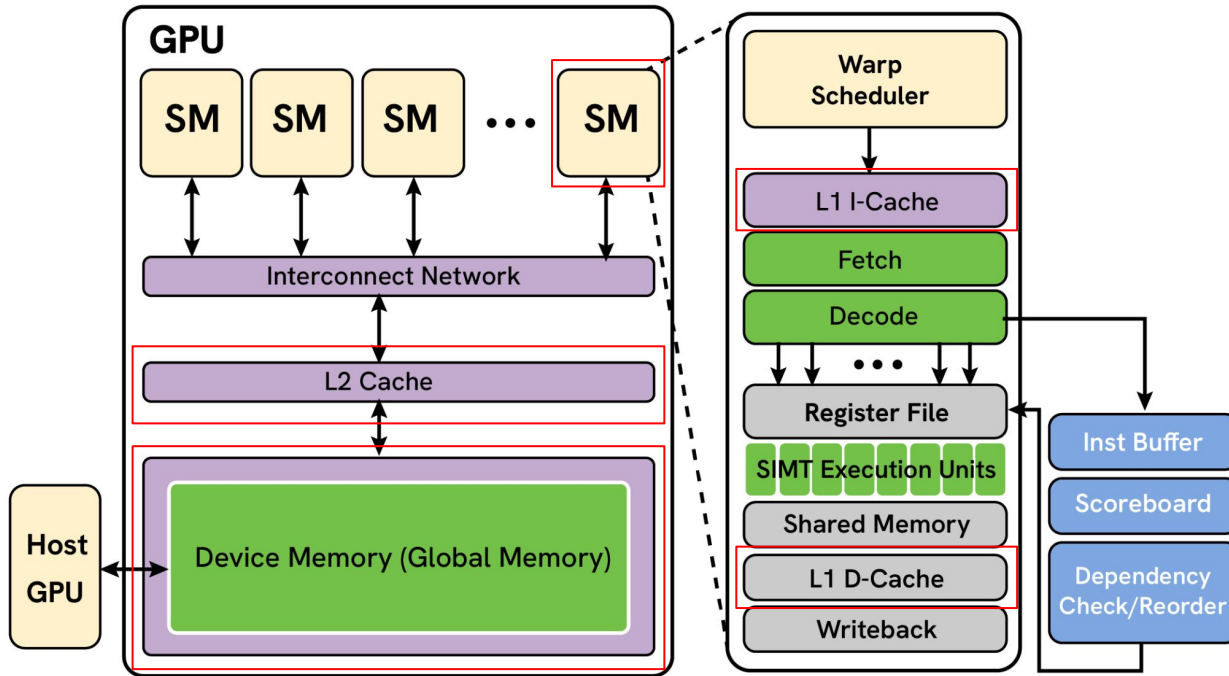 GPU
SM
SM
SM
SM
Interconnect Network
L2 Cache
Device Memory (Global Memory)
Host
GPU
Warp
Scheduler
L1 I-Cache
Fetch
Decode
Register File
SIMT Execution Units
Shared Memory
L1 D-Cache
Writeback
Inst Buffer
Scoreboard
Dependency
Check/Reorder